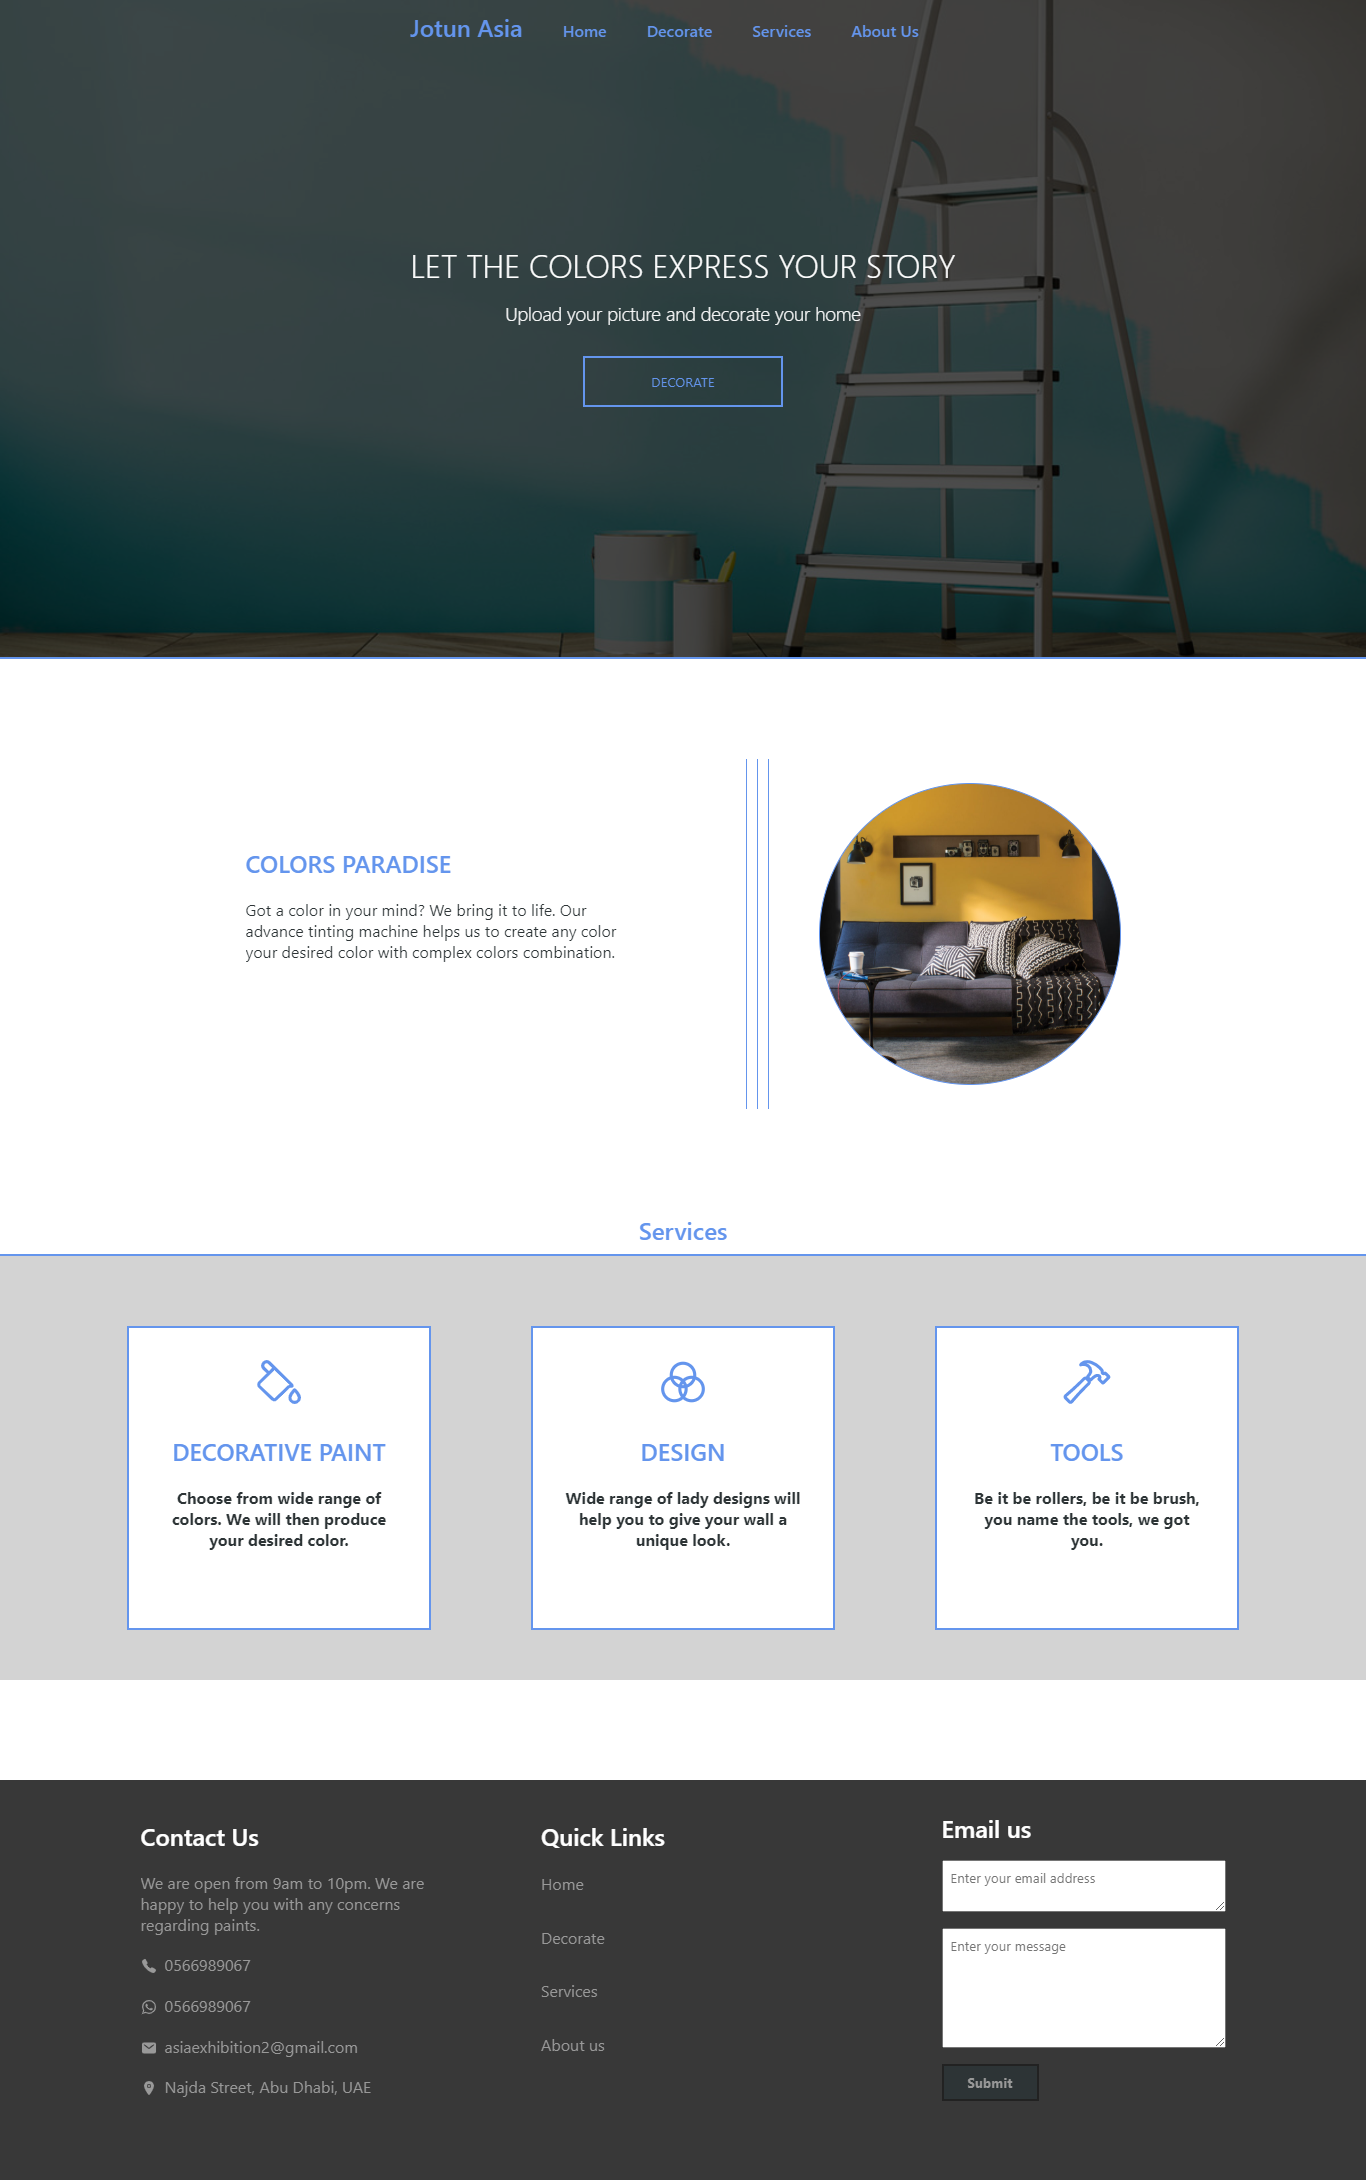 Jotun Asia
Home
Decorate
Services
About Us
LET THE COLORS EXPRESS YOUR STORY
Upload your picture and decorate your home
DECORATE
COLORS PARADISE
Got a color in your mind? We bring it to life. Our
advance tinting machine helps us to create any color
your desired color with complex colors combination.
Services
DECORATIVE PAINT
Choose from wide range of
colors. We will then produce
your desired color.
DESIGN
Wide range of lady designs will
help you to give your wall a
unique look.
TOOLS
Be it be rollers, be it be brush,
you name the tools, we got
you.
Contact Us
We are open from 9am to 10pm. We are
happy to help you with any concerns
regarding paints.
0566989067
0566989067
asiaexhibition2@gmail.com
Najda Street, Abu Dhabi, UAE
Quick Links
Home
Decorate
Services
About us
Email us
Enter your email address
Enter your message
Submit